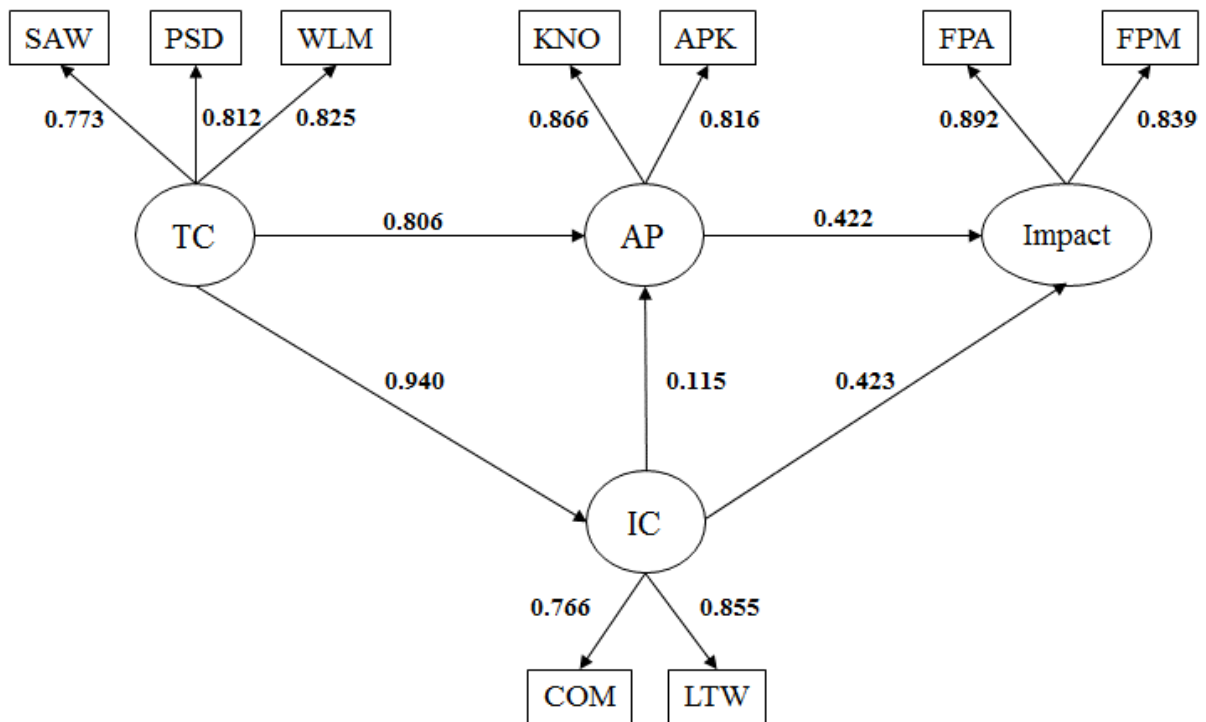 SAW PSD WLM KNO APK FPA FPM
0.773 0.812 0.825 0.866 0.816 0.892 0.839
TC 0.806 AP 0.422 Impact
0.940 0.115 0.423
IC
0.766 0.855
COM LTW